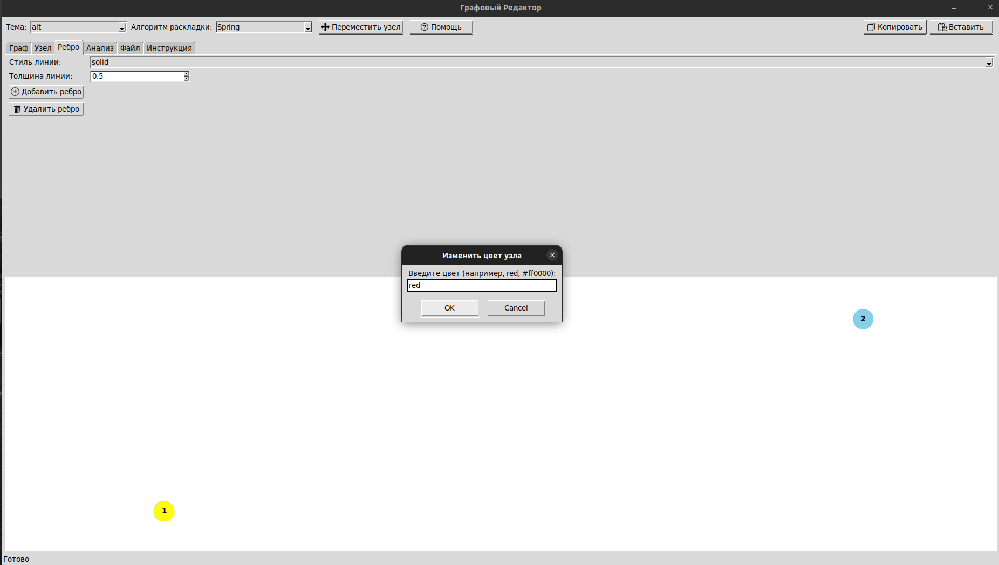 Графовый Редактор
Тема: alt Алгоритм раскладки: Spring Переместить узел Помощь Копировать Вставить
Граф Узел Ребро Анализ Файл Инструкция
Стиль линии: solid
Толщина линии: 0.5
Добавить ребро
Удалить ребро
Изменить цвет узла
Введите цвет (например, red, #ff0000):
red
OK Cancel
2
1
Готово